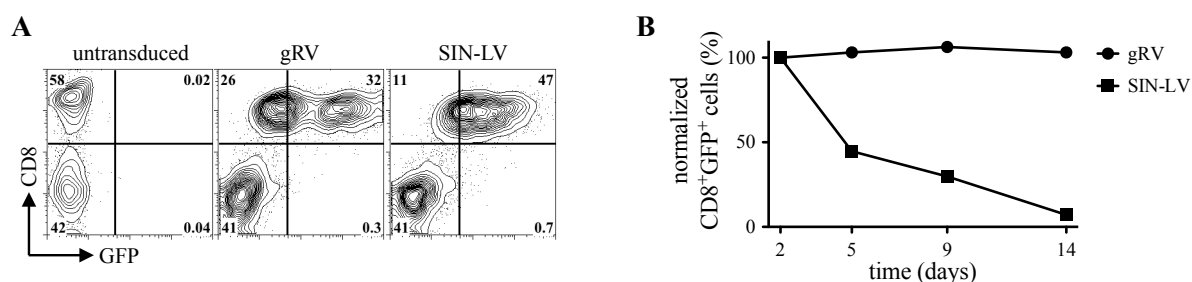 A
untransduced
gRV
SIN-LV
58
0.02
26
32
11
47
42
0.04
41
0.3
41
0.7
CD8
GFP
B
normalized
CD8+GFP+ cells (%)
100
50
0
2
5
9
14
time (days)
gRV
SIN-LV